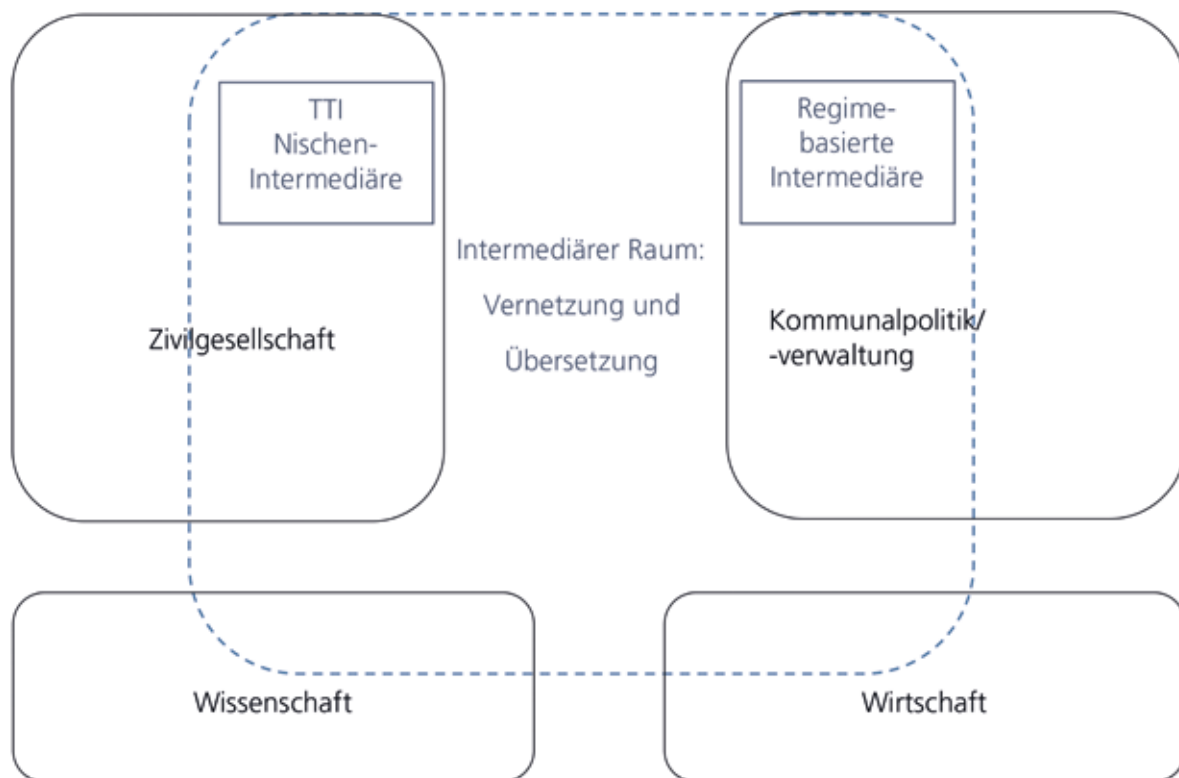 TTI
Nischen-
Intermediäre
Regime-
basierte
Intermediäre
Intermediärer Raum:
Vernetzung und
Übersetzung
Zivilgesellschaft
Kommunalpolitik/
-verwaltung
Wissenschaft
Wirtschaft